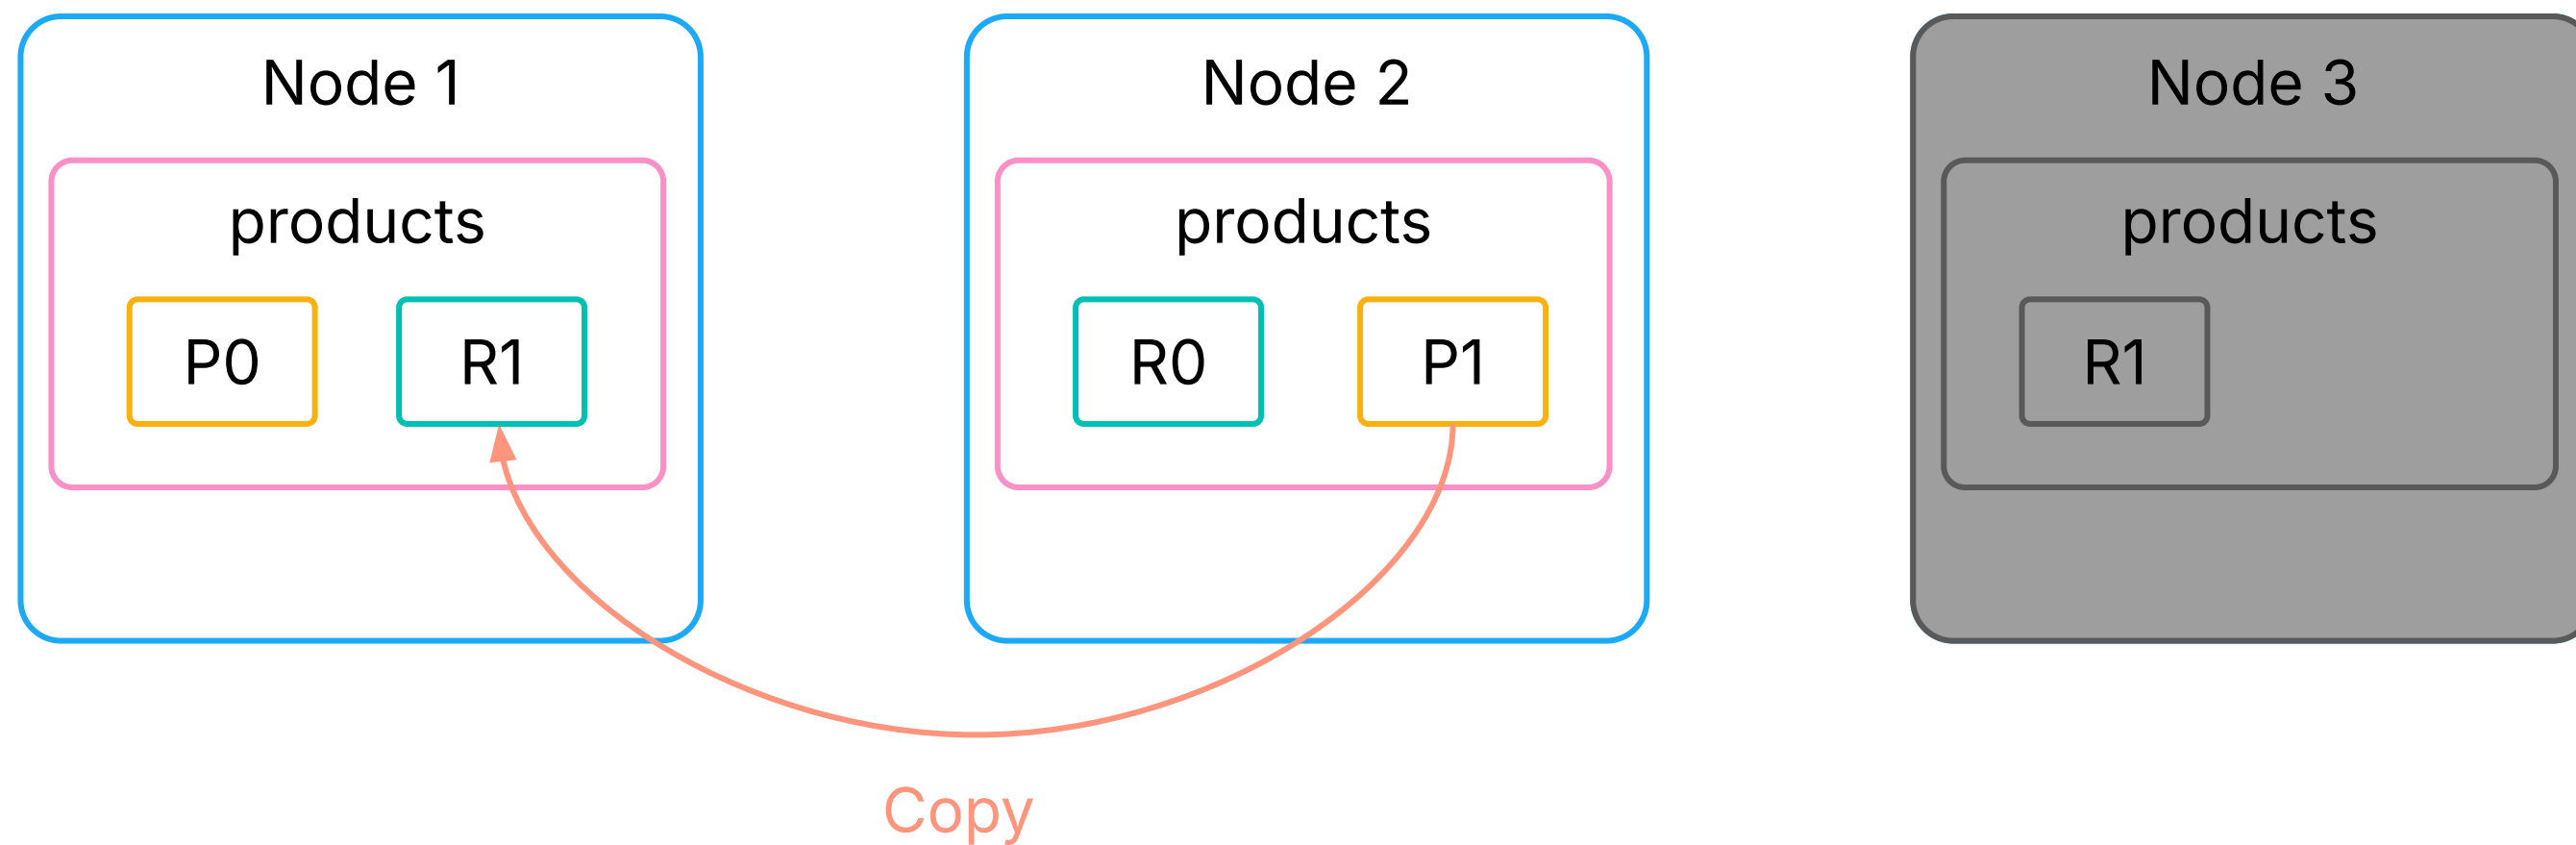 Node 1
Node 2
Node 3
products
products
products
P0
R1
R0
P1
R1
Copy